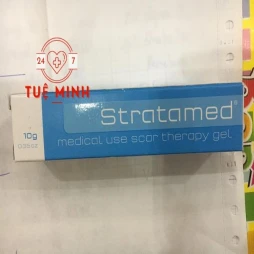 24 7
TUỆ MINH
Stratamed®
10g
medical use scar therapy gel